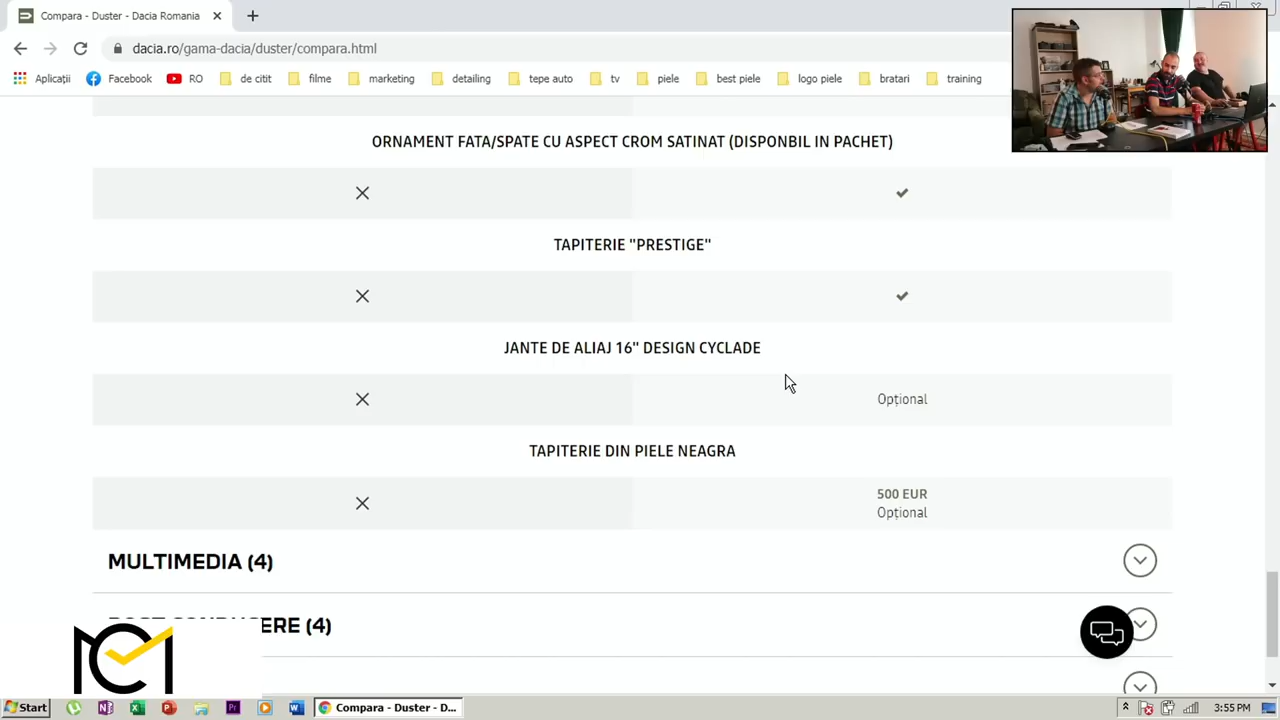 Compara - Duster - Dacia Romania
dacia.ro/gama-dacia/duster/compara.html
Aplicații
Facebook
RO
de citit
filme
marketing
detailing
tepe auto
tv
piele
best piele
logo piele
bratari
training
ORNAMENT FATA/SPATE CU ASPECT CROM SATINAT (DISPONBIL IN PACHET)
TAPITERIE "PRESTIGE"
JANTE DE ALIAJ 16" DESIGN CYCLADE
Opțional
TAPITERIE DIN PIELE NEAGRA
500 EUR
Opțional
MULTIMEDIA (4)
POST CONDUCERE (4)
Start
Compara - Duster - D...
3:55 PM